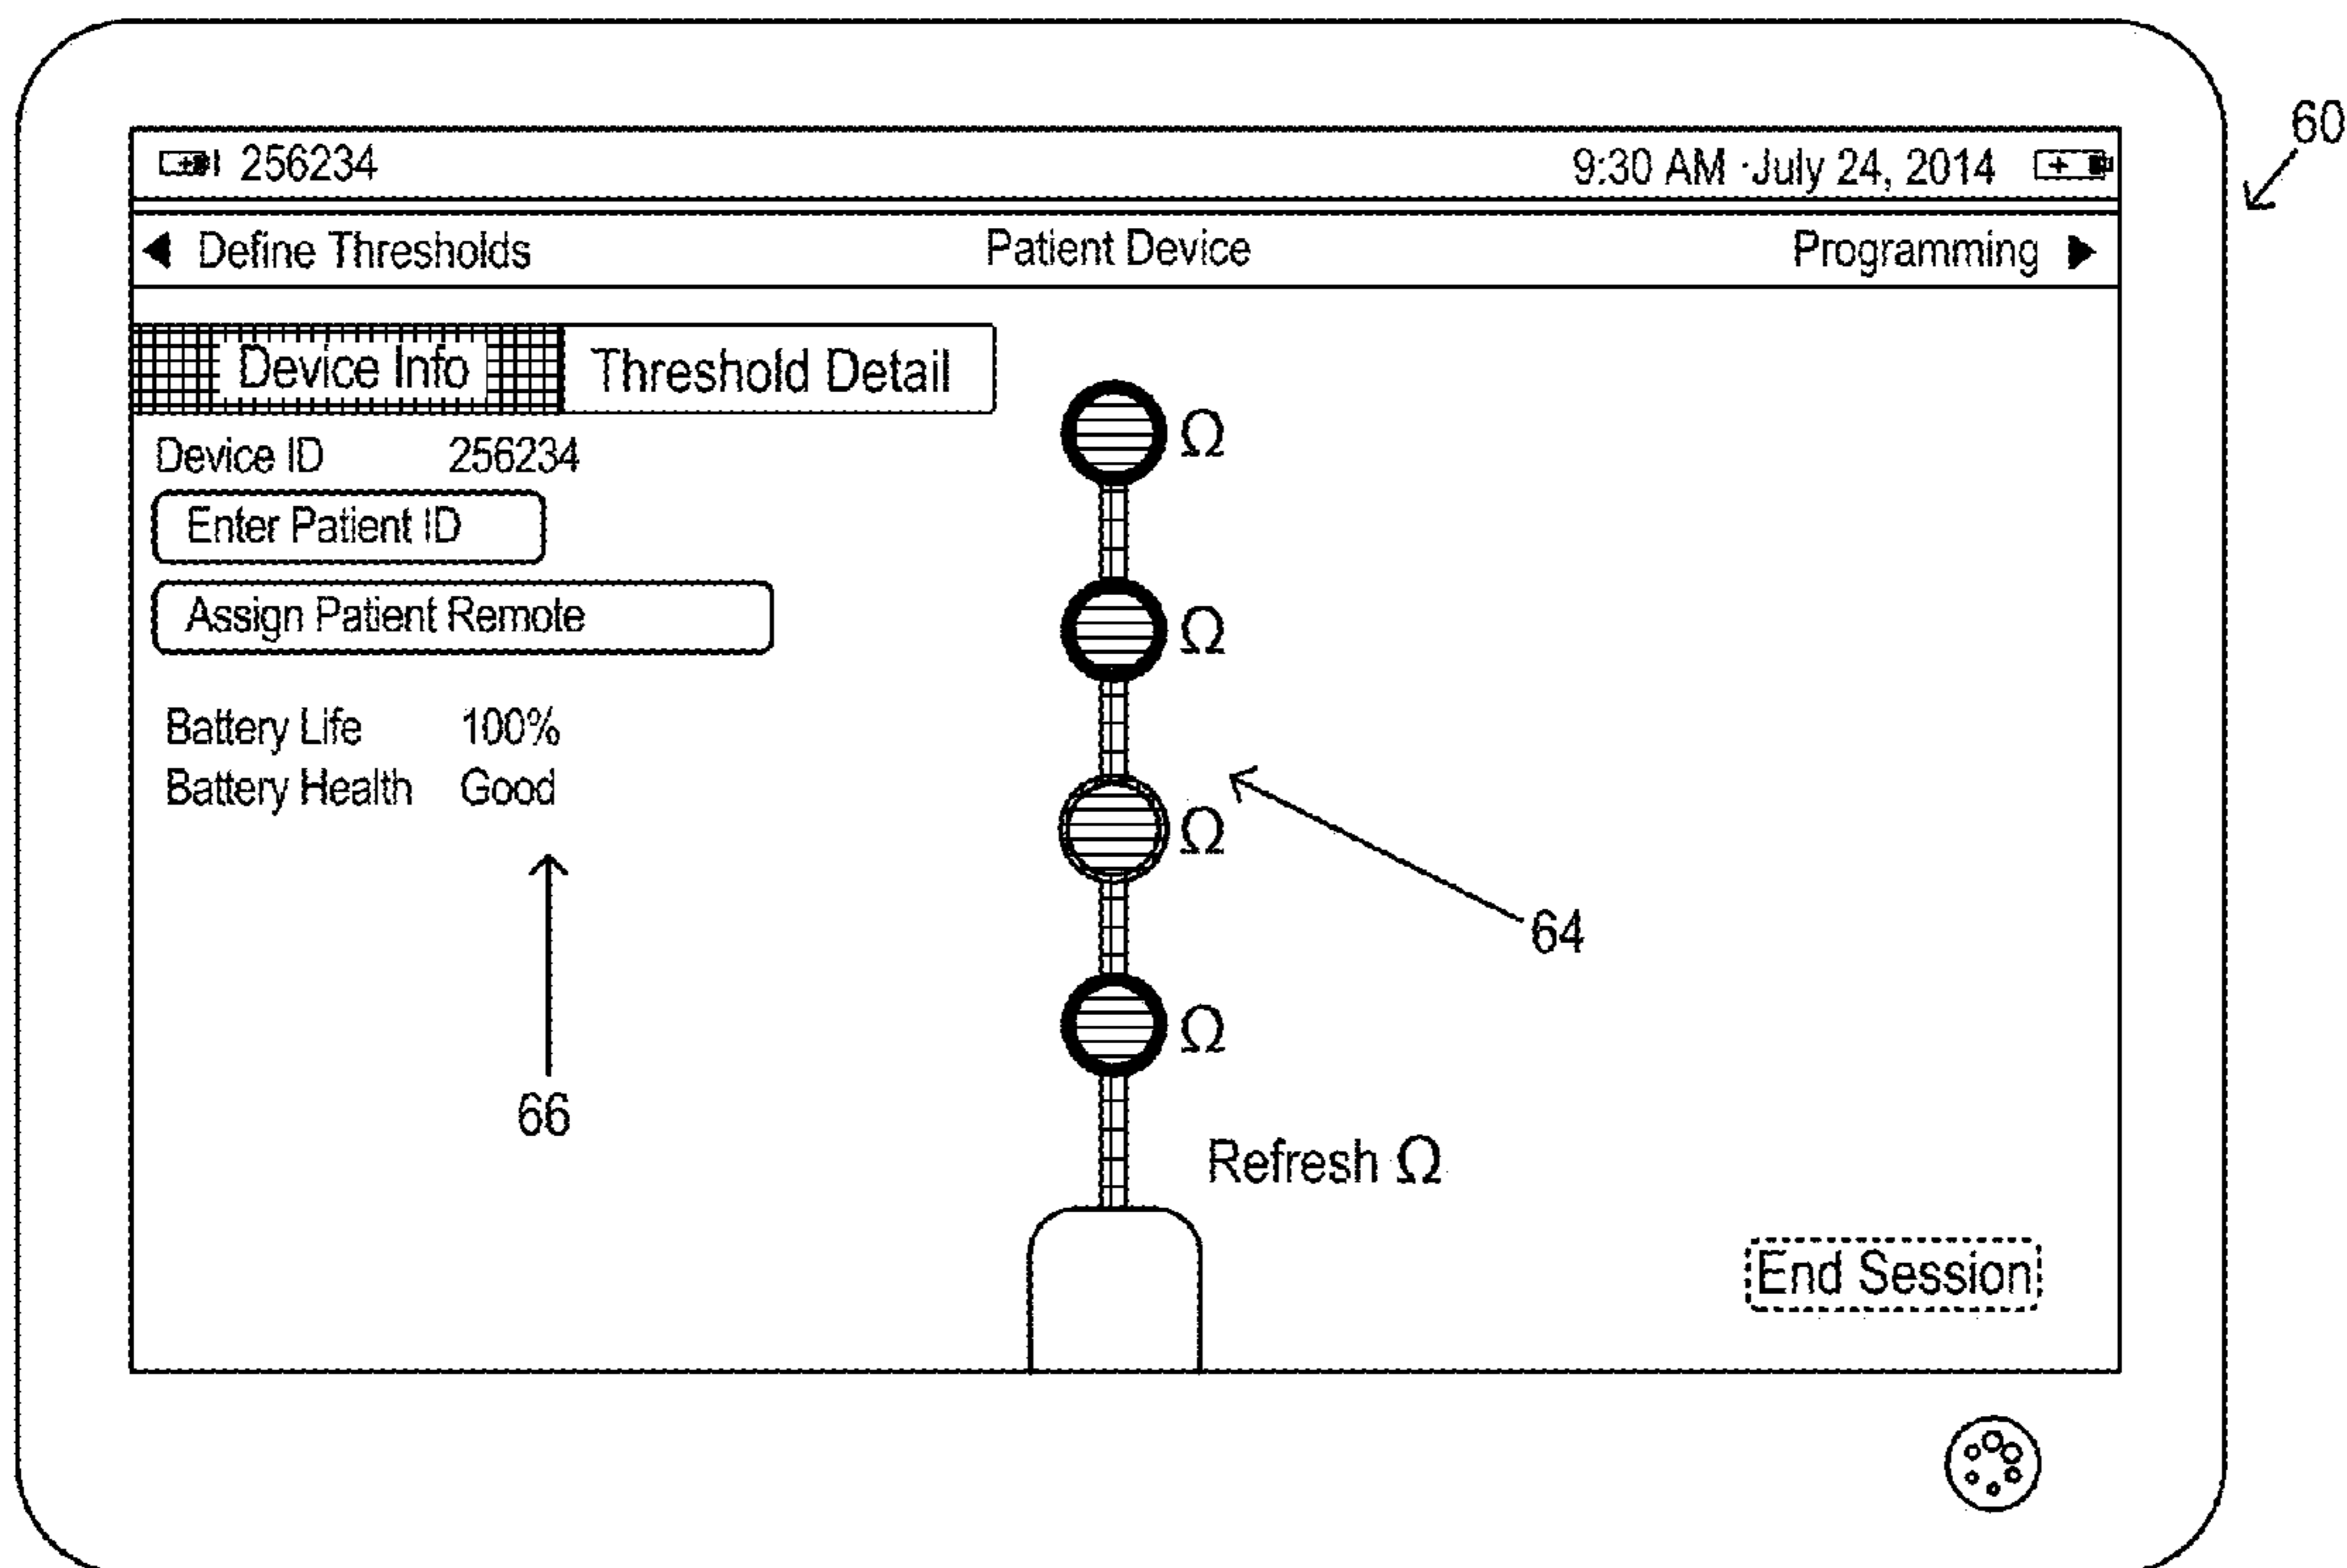 256234 9:30 AM ·July 24, 2014
60
Define Thresholds Patient Device Programming
Device Info Threshold Detail
Ω
Device ID 256234
Enter Patient ID
Assign Patient Remote
Ω
Battery Life 100%
Battery Health Good
Ω
64
Ω
66
Refresh Ω
End Session